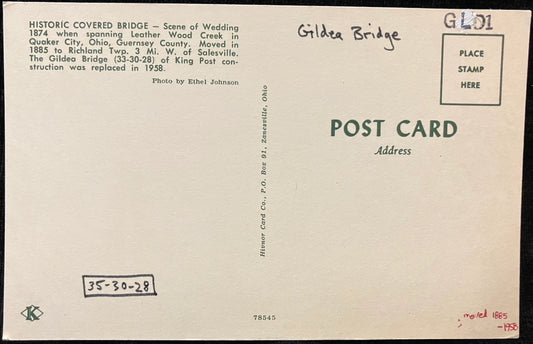 HISTORIC COVERED BRIDGE — Scene of Wedding
1874 when spanning Leather Wood Creek in
Quaker City, Ohio, Guernsey County. Moved in
1885 to Richland Twp. 3 Mi. W. of Salesville.
The Gildea Bridge (33-30-28) of King Post con-
struction was replaced in 1958.
Photo by Ethel Johnson
35-30-28
K
Hivnor Card Co., P.O. Box 91, Zanesville, Ohio
78545
Gildea Bridge
GL01
PLACE
STAMP
HERE
POST CARD
Address
; moved 1885
-1958